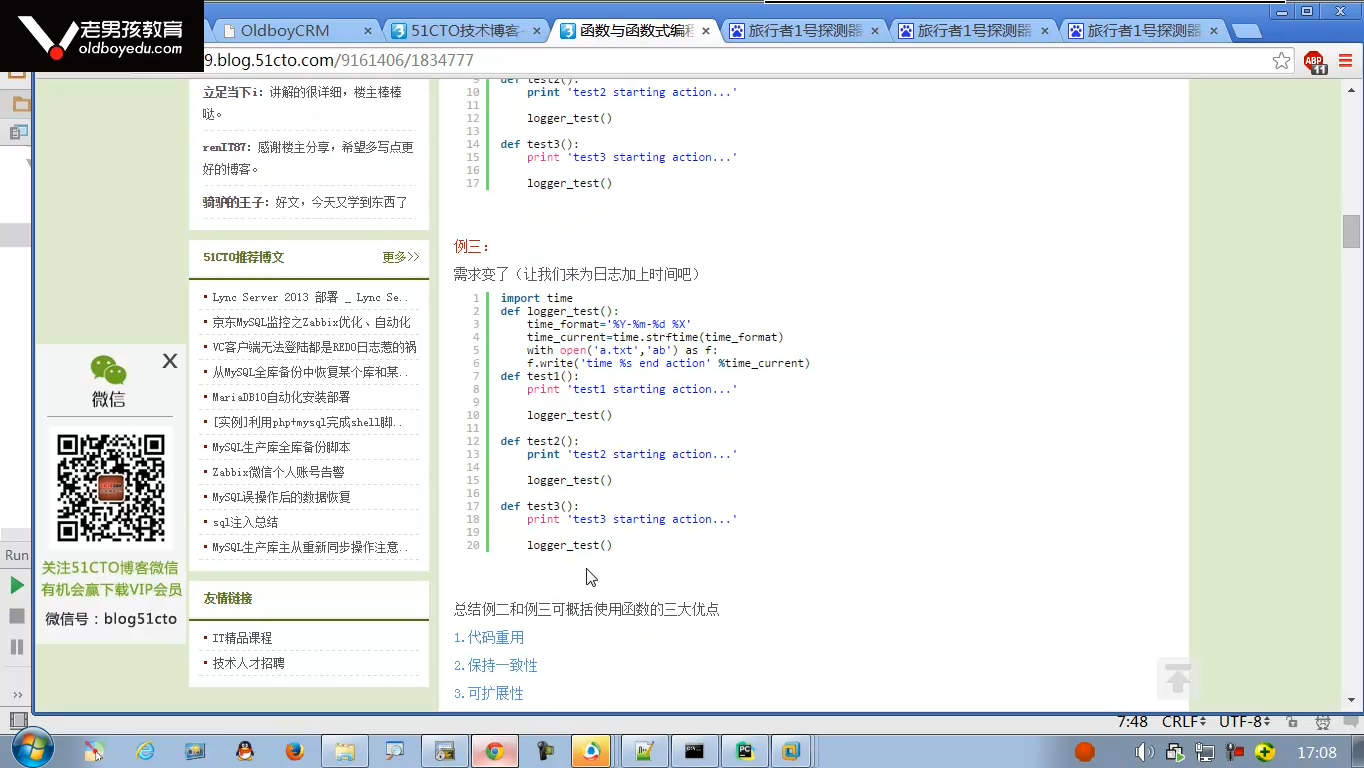 老男孩教育
oldboyedu.com
OldboyCRM
51CTO技术博客-
函数与函数式编程
旅行者1号探测器
旅行者1号探测器
旅行者1号探测器
9.blog.51cto.com/9161406/1834777
ABP
11
立足当下i：讲解的很详细，楼主棒棒
哒。
renIT87：感谢楼主分享，希望多写点更
好的博客。
骑驴的王子：好文，今天又学到东西了
51CTO推荐博文
更多>>
Lync Server 2013 部署 _ Lync Se..
京东MySQL监控之Zabbix优化、自动化
VC客户端无法登陆都是REDO日志惹的祸
从MySQL全库备份中恢复某个库和某..
MariaDB10自动化安装部署
[实例]利用php+mysql完成shell脚..
MySQL生产库全库备份脚本
Zabbix微信个人账号告警
MySQL误操作后的数据恢复
sql注入总结
MySQL生产库主从重新同步操作注意..
友情链接
IT精品课程
技术人才招聘
X
微信
关注51CTO博客微信
有机会赢下载VIP会员
微信号：blog51cto
Run
9 def test2():
10 print 'test2 starting action...'
11
12 logger_test()
13
14 def test3():
15 print 'test3 starting action...'
16
17 logger_test()
例三：
需求变了（让我们来为日志加上时间吧）
1 import time
2 def logger_test():
3 time_format='%Y-%m-%d %X'
4 time_current=time.strftime(time_format)
5 with open('a.txt','ab') as f:
6 f.write('time %s end action' %time_current)
7 def test1():
8 print 'test1 starting action...'
9
10 logger_test()
11
12 def test2():
13 print 'test2 starting action...'
14
15 logger_test()
16
17 def test3():
18 print 'test3 starting action...'
19
20 logger_test()
总结例二和例三可概括使用函数的三大优点
1.代码重用
2.保持一致性
3.可扩展性
7:48 CRLF UTF-8
17:08